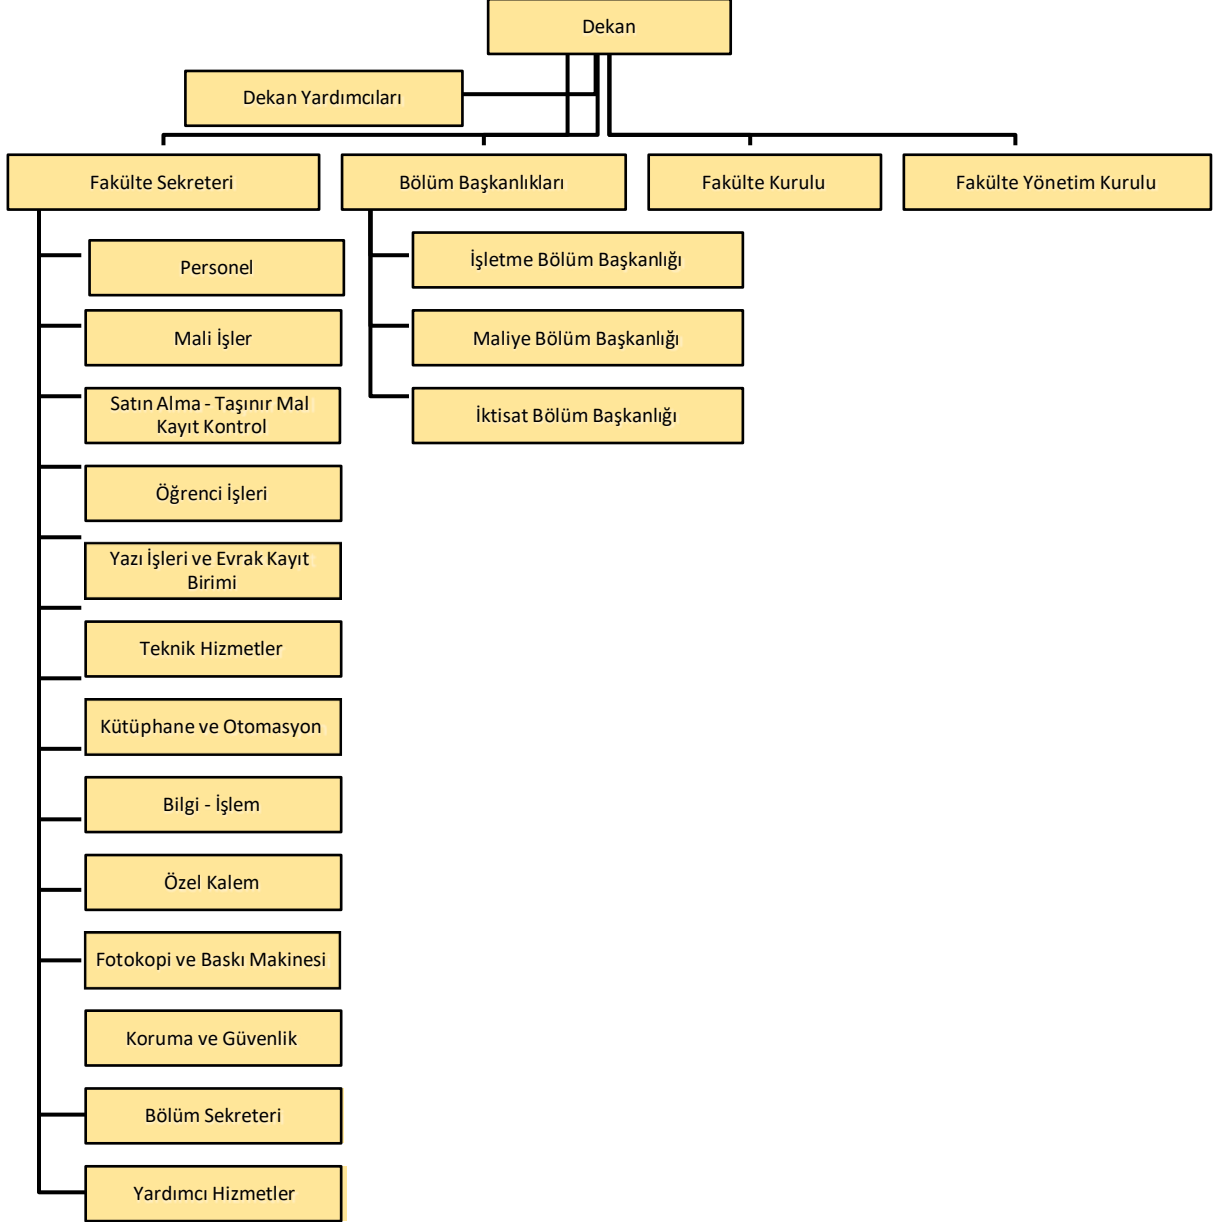 Dekan
Dekan Yardımcıları
Fakülte Sekreteri
Bölüm Başkanlıkları
Fakülte Kurulu
Fakülte Yönetim Kurulu
Personel
Mali İşler
Satın Alma - Taşınır Mal
Kayıt Kontrol
Öğrenci İşleri
Yazı İşleri ve Evrak Kayıt
Birimi
Teknik Hizmetler
Kütüphane ve Otomasyon
Bilgi - İşlem
Özel Kalem
Fotokopi ve Baskı Makinesi
Koruma ve Güvenlik
Bölüm Sekreteri
Yardımcı Hizmetler
İşletme Bölüm Başkanlığı
Maliye Bölüm Başkanlığı
İktisat Bölüm Başkanlığı